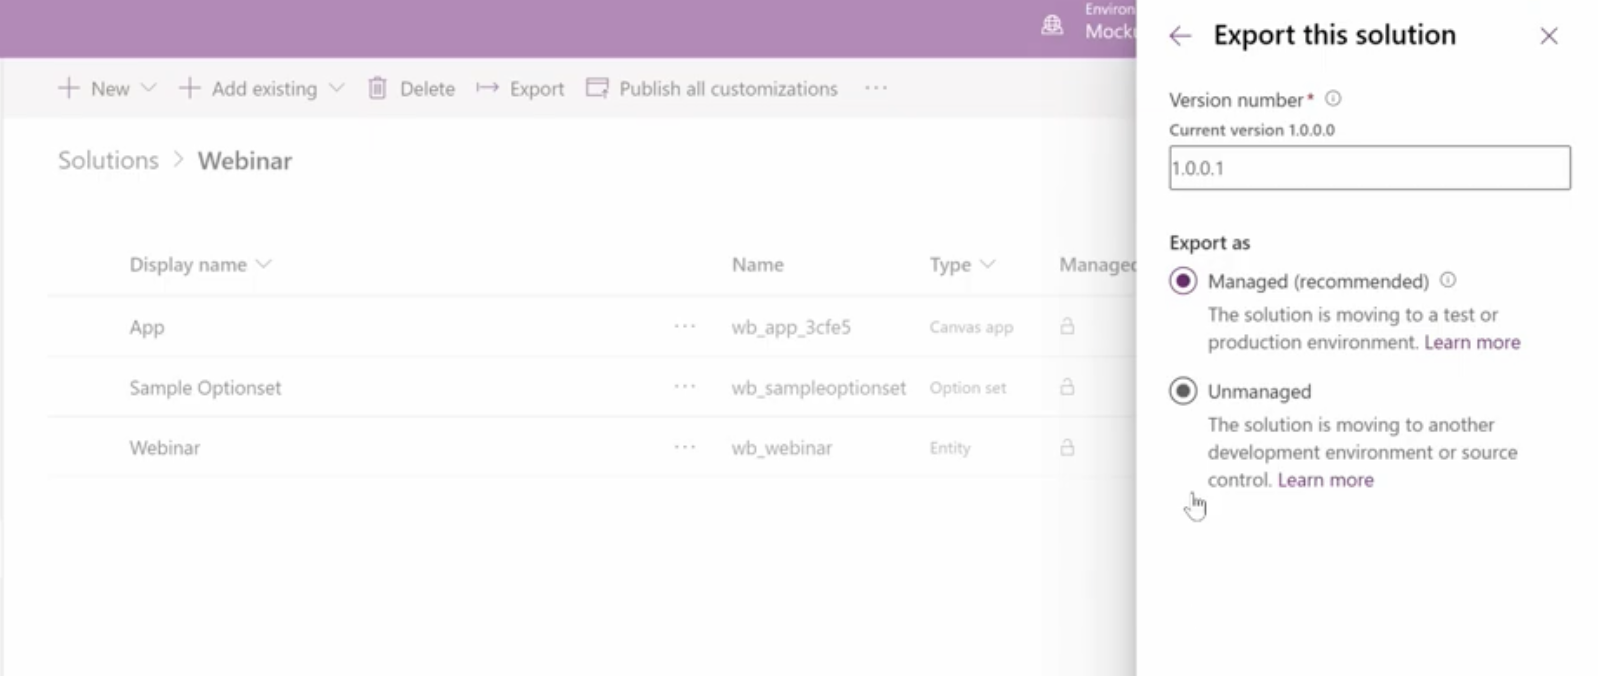 Environ
Mock
New
Add existing
Delete
Export
Publish all customizations
Solutions > Webinar
Display name
Name
Type
Managed
App
wb_app_3cfe5
Canvas app
Sample Optionset
wb_sampleoptionset
Option set
Webinar
wb_webinar
Entity
Export this solution
Version number*
Current version 1.0.0.0
1.0.0.1
Export as
Managed (recommended)
The solution is moving to a test or
production environment. Learn more
Unmanaged
The solution is moving to another
development environment or source
control. Learn more